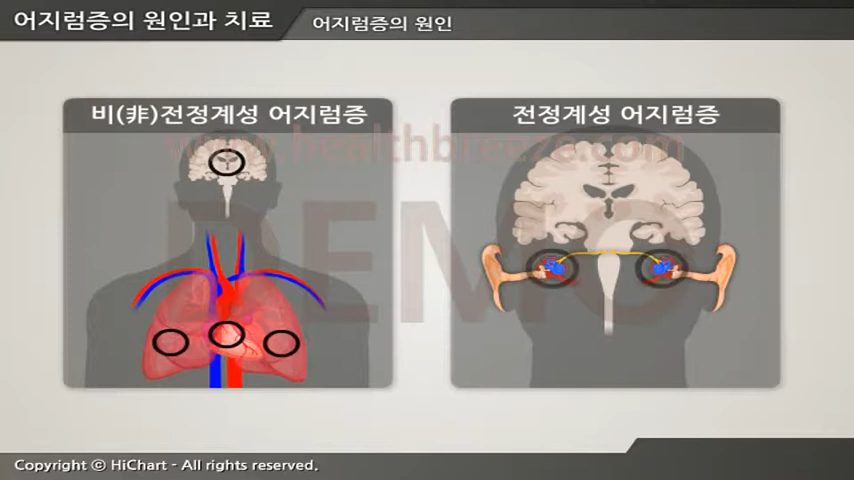 어지럼증의 원인과 치료
어지럼증의 원인
비(非)전정계성 어지럼증
전정계성 어지럼증
www.healthbreeze.com
DEMO
Copyright ⓒ HiChart - All rights reserved.